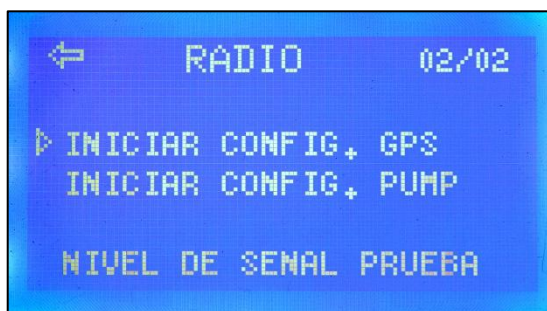 RADIO 02/02
INICIAR CONFIG. GPS
INICIAR CONFIG. PUMP
NIVEL DE SENAL PRUEBA